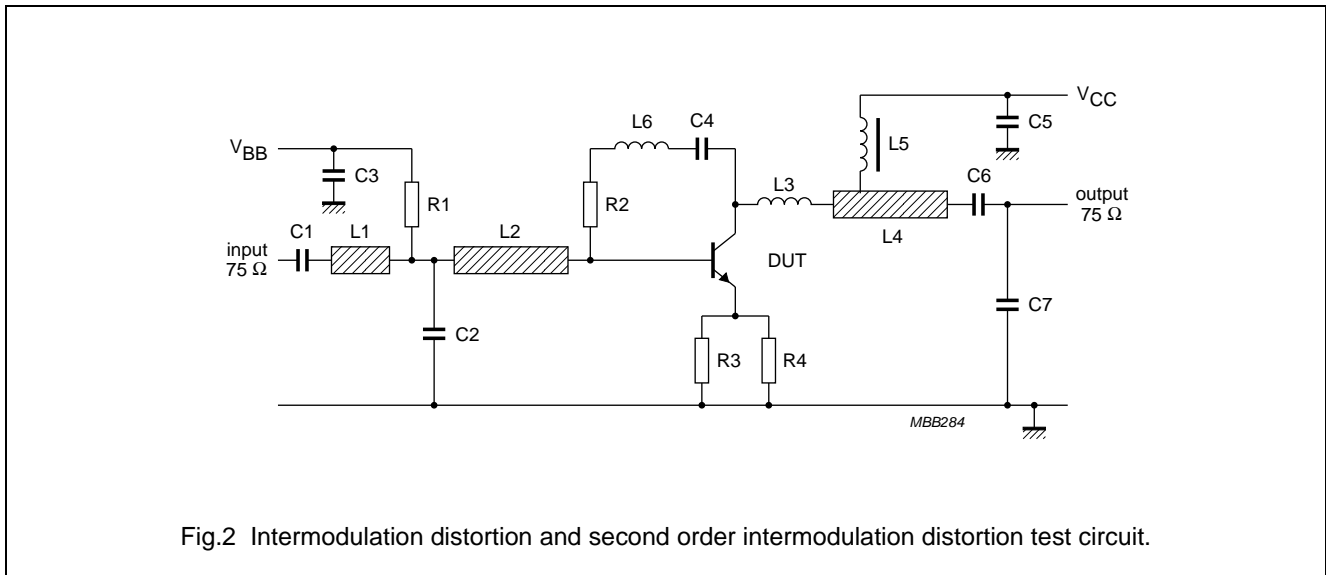 VCC
C5
L5
L6
C4
VBB
C3
R1
R2
L3
C6
output
75 Ω
L4
C1
L1
L2
input
75 Ω
DUT
C2
R3
R4
C7
MBB284
Fig.2 Intermodulation distortion and second order intermodulation distortion test circuit.